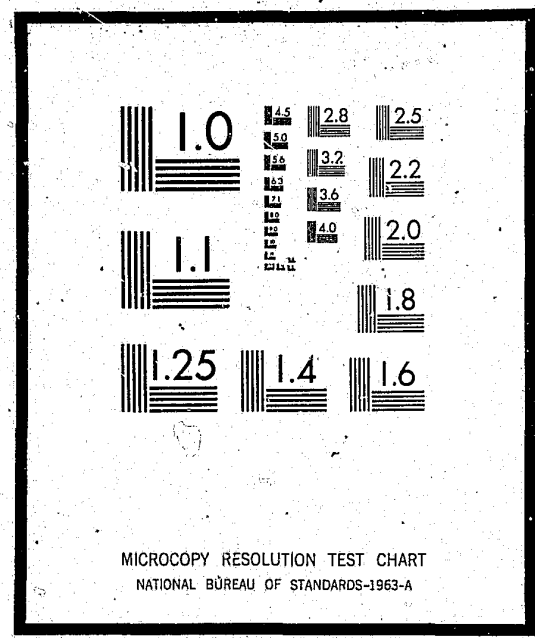 1.0
4.5 2.8 2.5
5.0
5.6 3.2 2.2
6.3
7.1 3.6
8.0 4.0 2.0
1.1
1.8
1.25 1.4 1.6
MICROCOPY RESOLUTION TEST CHART
NATIONAL BUREAU OF STANDARDS-1963-A